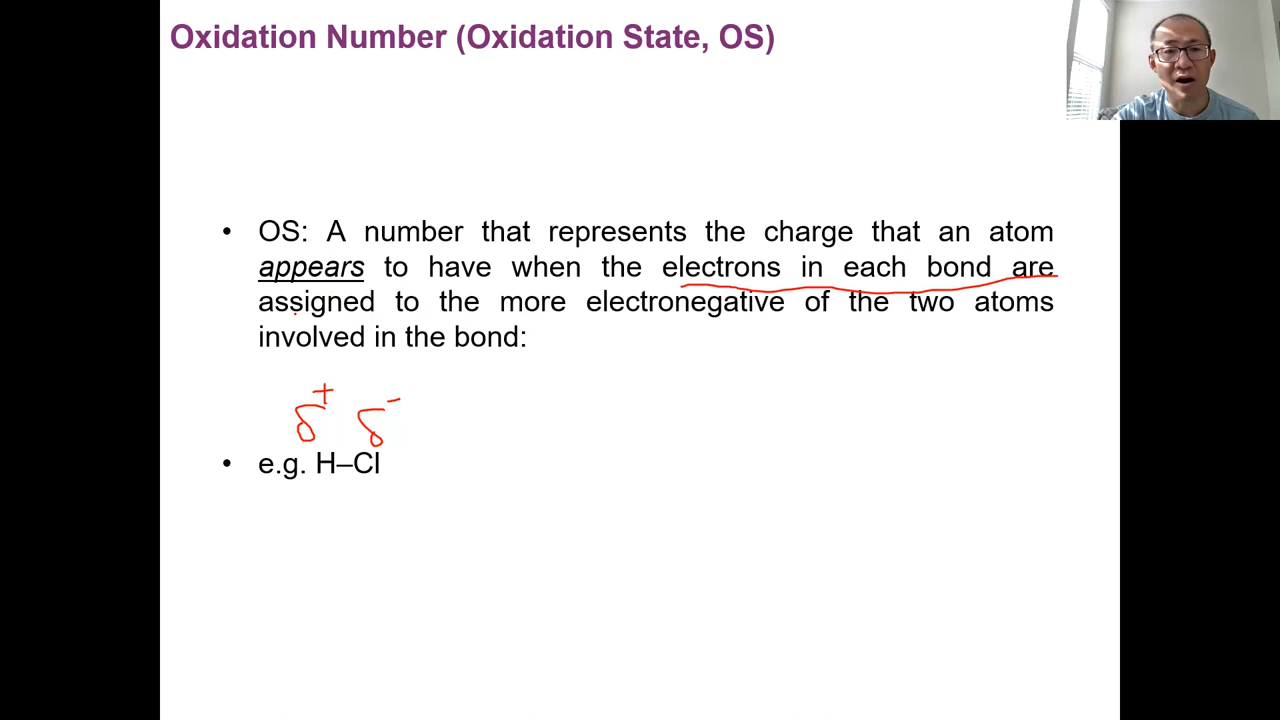 Oxidation Number (Oxidation State, OS)
• OS: A number that represents the charge that an atom
appears to have when the electrons in each bond are
assigned to the more electronegative of the two atoms
involved in the bond:
δ⁺ δ⁻
• e.g. H–Cl